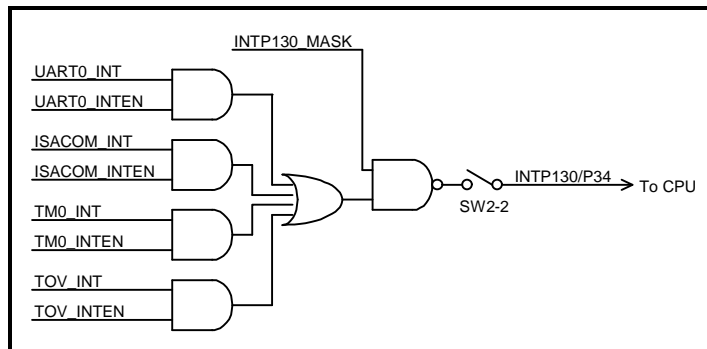 INTP130_MASK
UART0_INT
UART0_INTEN
ISACOM_INT
ISACOM_INTEN
INTP130/P34
To CPU
SW2-2
TM0_INT
TM0_INTEN
TOV_INT
TOV_INTEN